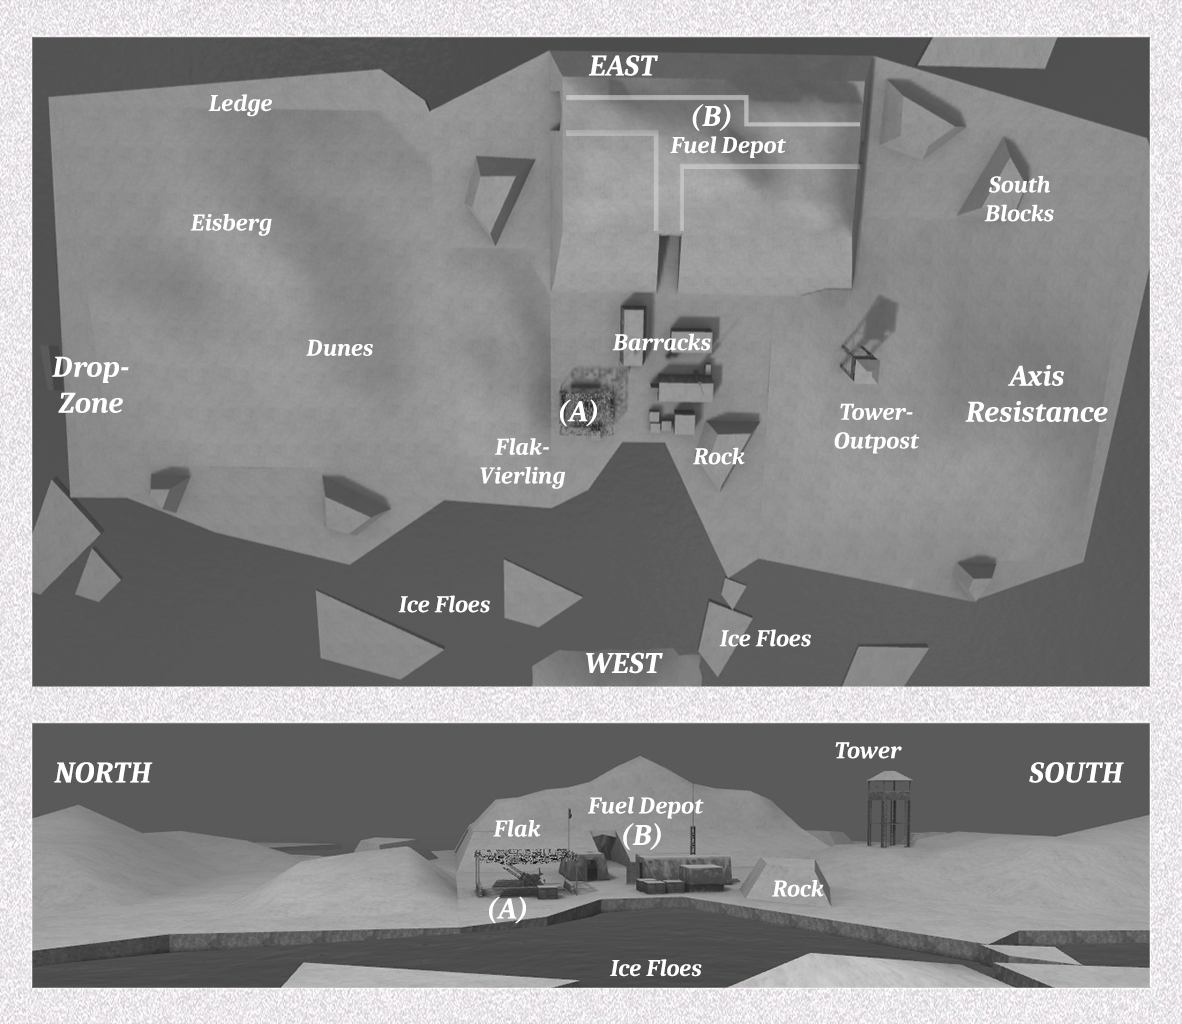 EAST
Ledge
(B)
Fuel Depot
South
Blocks
Eisberg
Barracks
Dunes
Drop-
Zone
Axis
Resistance
(A)
Tower-
Outpost
Flak-
Vierling
Rock
Ice Floes
Ice Floes
WEST
Tower
NORTH
SOUTH
Fuel Depot
Flak
(B)
Rock
(A)
Ice Floes